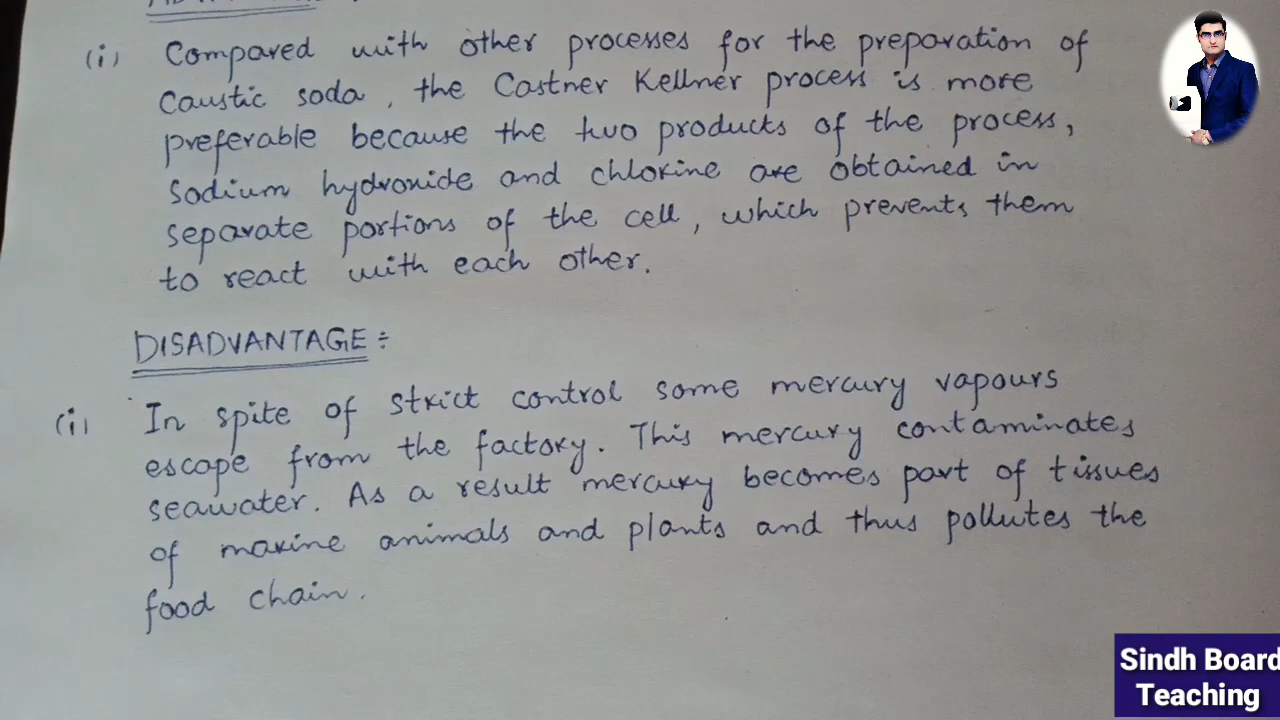 (i) Compared with other processes for the preparation of
caustic soda, the Castner Kellner process is more
preferable because the two products of the process,
sodium hydroxide and chlorine are obtained in
separate portions of the cell, which prevents them
to react with each other.
DISADVANTAGE :-
(i) In spite of strict control some mercury vapours
escape from the factory. This mercury contaminates
seawater. As a result mercury becomes part of tissues
of marine animals and plants and thus pollutes the
food chain.
Sindh Board
Teaching